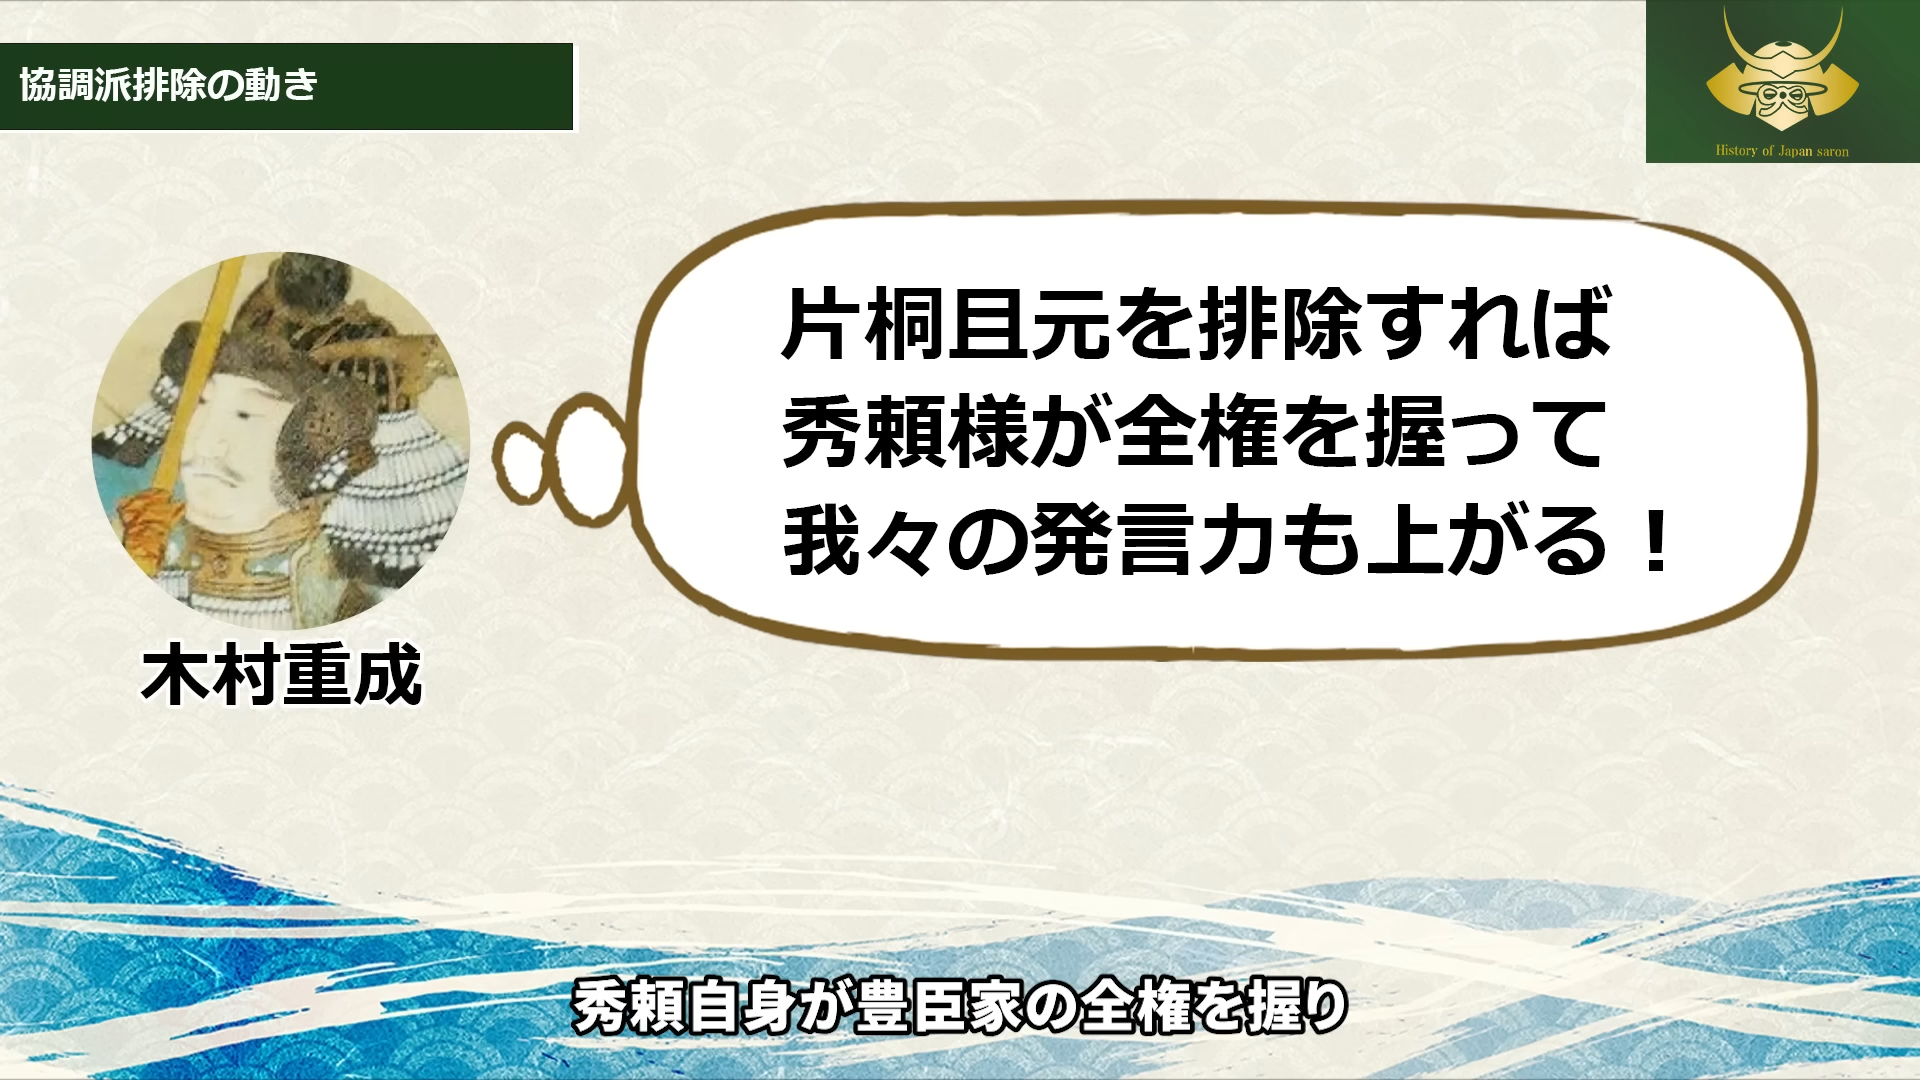 協調派排除の動き
History of Japan saron
片桐且元を排除すれば
秀頼様が全権を握って
我々の発言力も上がる！
木村重成
秀頼自身が豊臣家の全権を握り